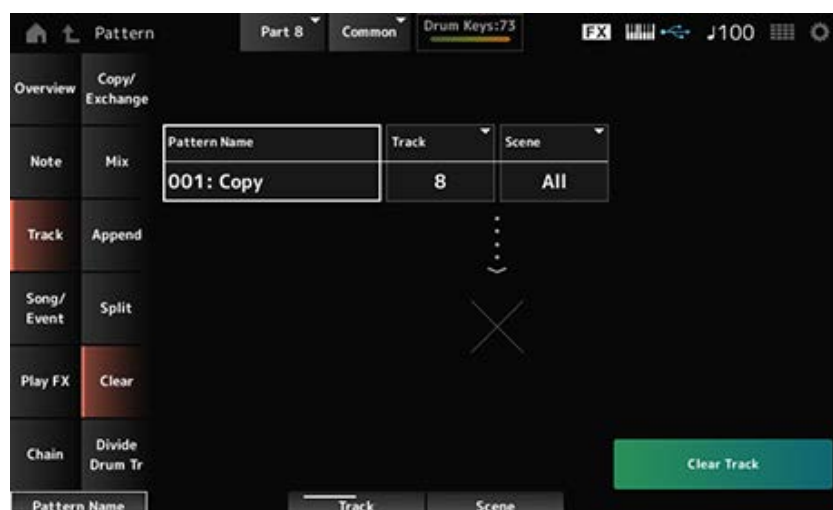 Pattern
Part 8
Common
Drum Keys:73
FX
♩100
Overview
Copy/
Exchange
Note
Mix
Track
Append
Song/
Event
Split
Play FX
Clear
Chain
Divide
Drum Tr
Pattern Name
Track
Scene
001: Copy
8
All
Clear Track
Pattern Name
Track
Scene